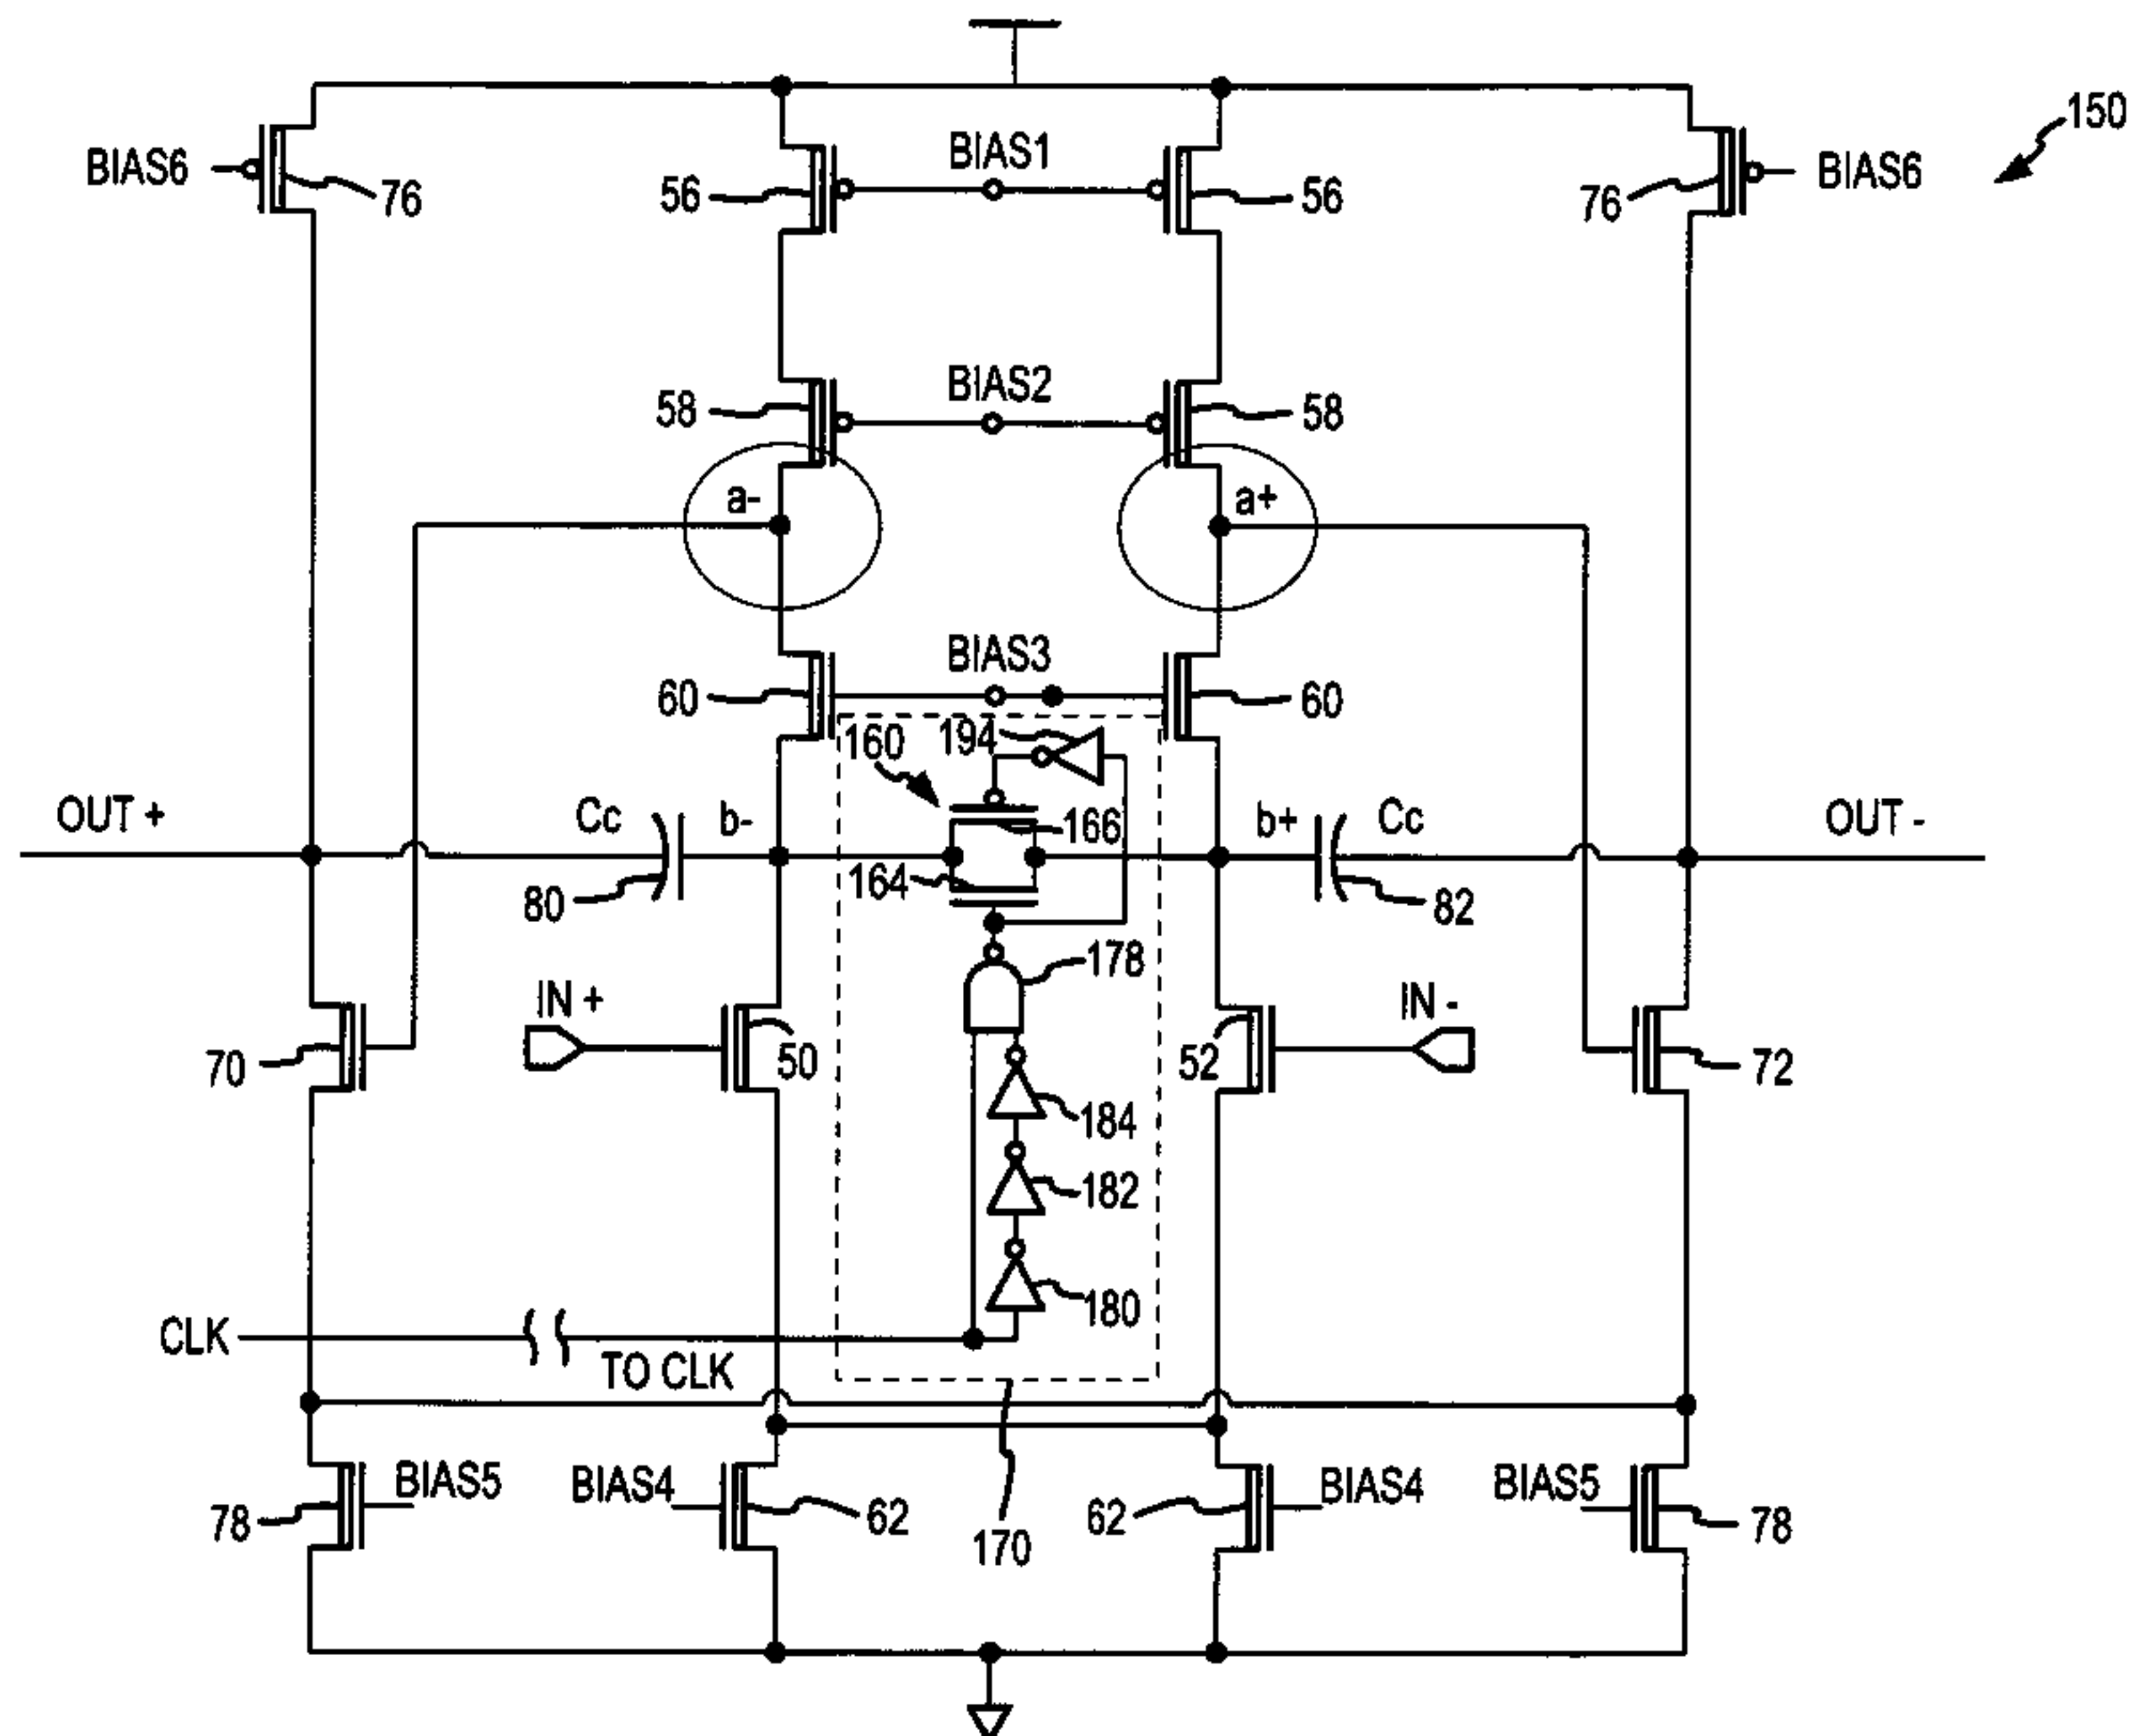 150
BIAS6
76
56
BIAS1
56
76
BIAS6
58
BIAS2
58
a-
a+
60
BIAS3
60
160
194
OUT +
Cc
b-
166
b+
Cc
OUT -
80
164
82
178
IN +
IN -
70
50
52
72
184
182
180
CLK
TO CLK
BIAS5
BIAS4
BIAS4
BIAS5
78
62
62
78
170